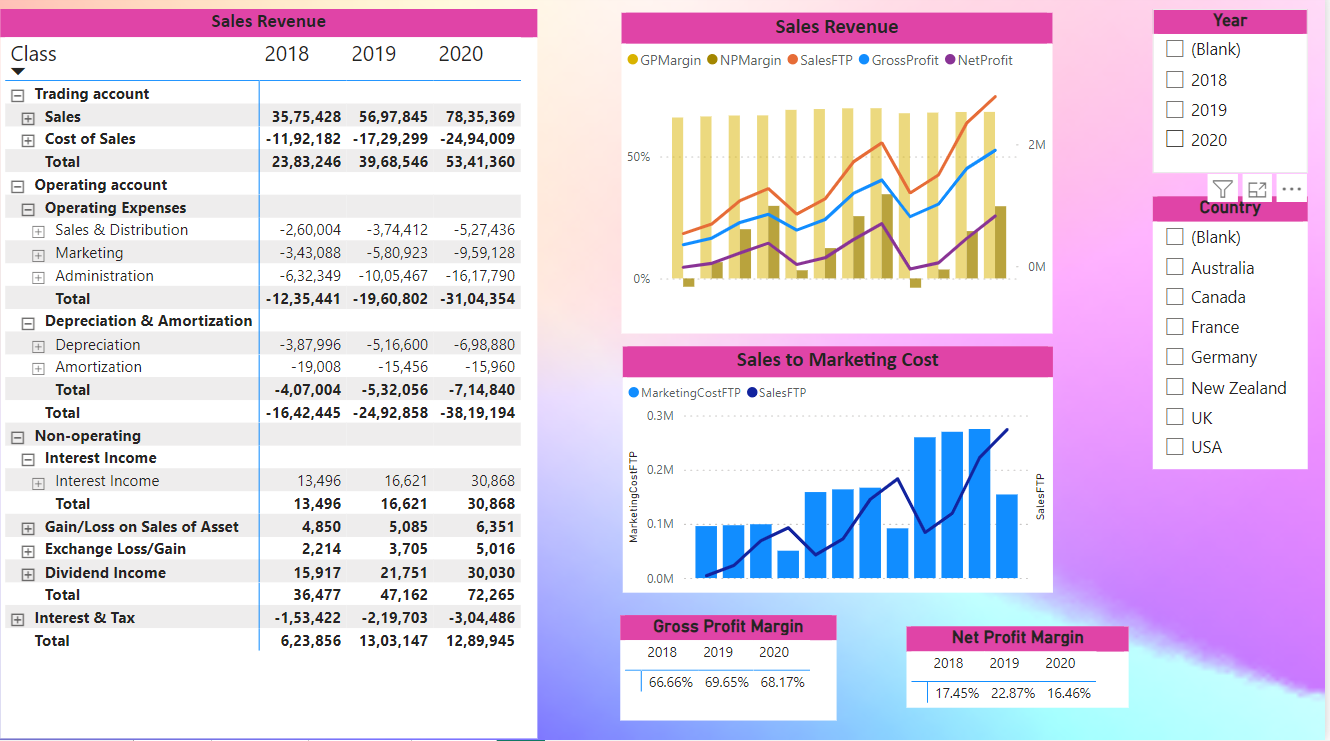 Sales Revenue
Class 2018 2019 2020
Trading account
Sales 35,75,428 56,97,845 78,35,369
Cost of Sales -11,92,182 -17,29,299 -24,94,009
Total 23,83,246 39,68,546 53,41,360
Operating account
Operating Expenses
Sales & Distribution -2,60,004 -3,74,412 -5,27,436
Marketing -3,43,088 -5,80,923 -9,59,128
Administration -6,32,349 -10,05,467 -16,17,790
Total -12,35,441 -19,60,802 -31,04,354
Depreciation & Amortization
Depreciation -3,87,996 -5,16,600 -6,98,880
Amortization -19,008 -15,456 -15,960
Total -4,07,004 -5,32,056 -7,14,840
Total -16,42,445 -24,92,858 -38,19,194
Non-operating
Interest Income
Interest Income 13,496 16,621 30,868
Total 13,496 16,621 30,868
Gain/Loss on Sales of Asset 4,850 5,085 6,351
Exchange Loss/Gain 2,214 3,705 5,016
Dividend Income 15,917 21,751 30,030
Total 36,477 47,162 72,265
Interest & Tax -1,53,422 -2,19,703 -3,04,486
Total 6,23,856 13,03,147 12,89,945
Sales Revenue
GPMargin NPMargin SalesFTP GrossProfit NetProfit
50% 2M
0% 0M
Sales to Marketing Cost
MarketingCostFTP SalesFTP
0.3M
0.2M
0.1M
0.0M
MarketingCostFTP
SalesFTP
Gross Profit Margin
2018 2019 2020
66.66% 69.65% 68.17%
Net Profit Margin
2018 2019 2020
17.45% 22.87% 16.46%
Year
(Blank)
2018
2019
2020
Country
(Blank)
Australia
Canada
France
Germany
New Zealand
UK
USA